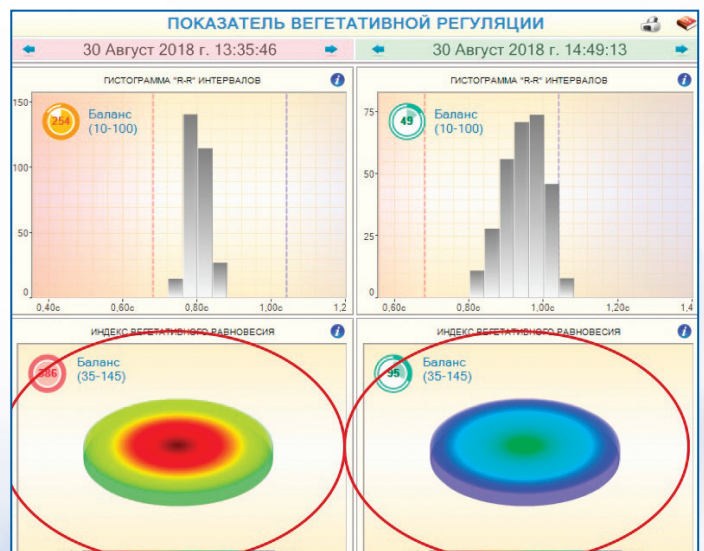 ПОКАЗАТЕЛЬ ВЕГЕТАТИВНОЙ РЕГУЛЯЦИИ
30 Август 2018 г. 13:35:46
30 Август 2018 г. 14:49:13
ГИСТОГРАММА "R-R" ИНТЕРВАЛОВ
254
Баланс
(10-100)
150
100
50
0
0,40с 0,60с 0,80с 1,00с 1,2
ГИСТОГРАММА "R-R" ИНТЕРВАЛОВ
49
Баланс
(10-100)
75
50
25
0
0,60с 0,80с 1,00с 1,20с 1,4
ИНДЕКС ВЕГЕТАТИВНОГО РАВНОВЕСИЯ
386
Баланс
(35-145)
ИНДЕКС ВЕГЕТАТИВНОГО РАВНОВЕСИЯ
95
Баланс
(35-145)